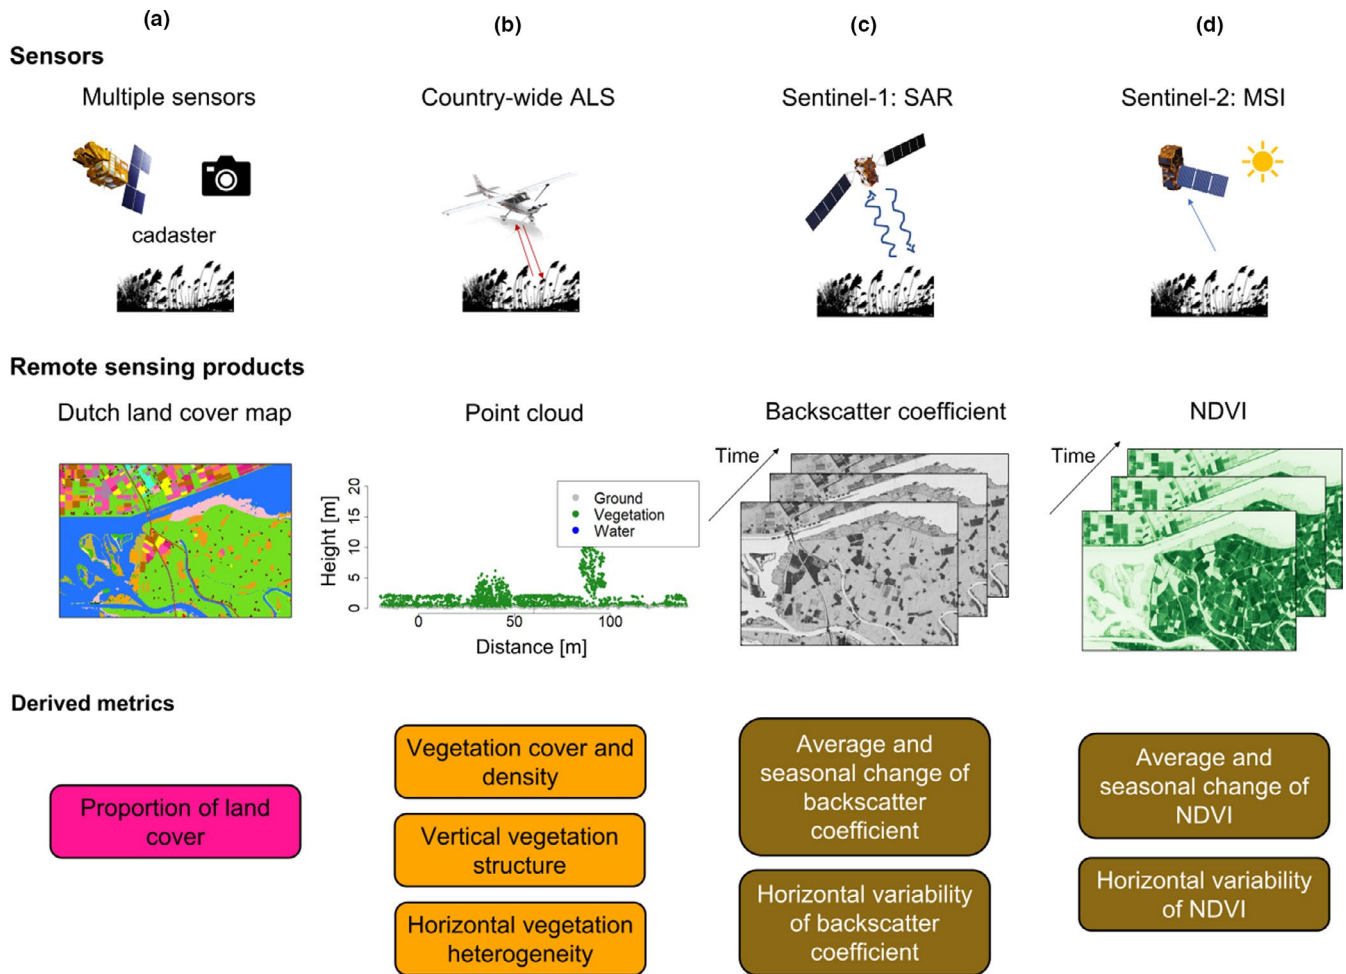 (a)
(b)
(c)
(d)
Sensors
Multiple sensors
Country-wide ALS
Sentinel-1: SAR
Sentinel-2: MSI
cadaster
Remote sensing products
Dutch land cover map
Point cloud
Backscatter coefficient
NDVI
Time
Time
Height [m]
20
15
10
5
0
Ground
Vegetation
Water
0
50
100
Distance [m]
Derived metrics
Proportion of land
cover
Vegetation cover and
density
Vertical vegetation
structure
Horizontal vegetation
heterogeneity
Average and
seasonal change of
backscatter
coefficient
Horizontal variability
of backscatter
coefficient
Average and
seasonal change of
NDVI
Horizontal variability
of NDVI